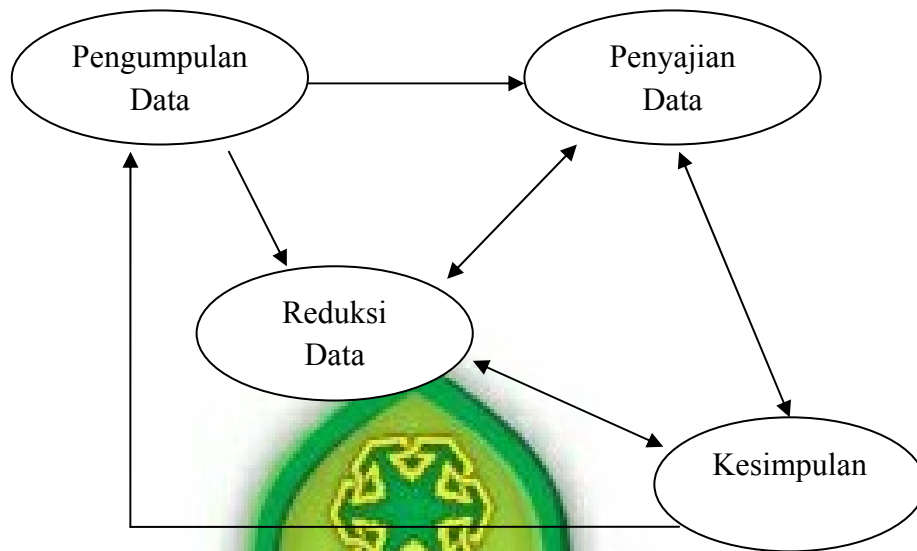 Pengumpulan
Data
Penyajian
Data
Reduksi
Data
Kesimpulan